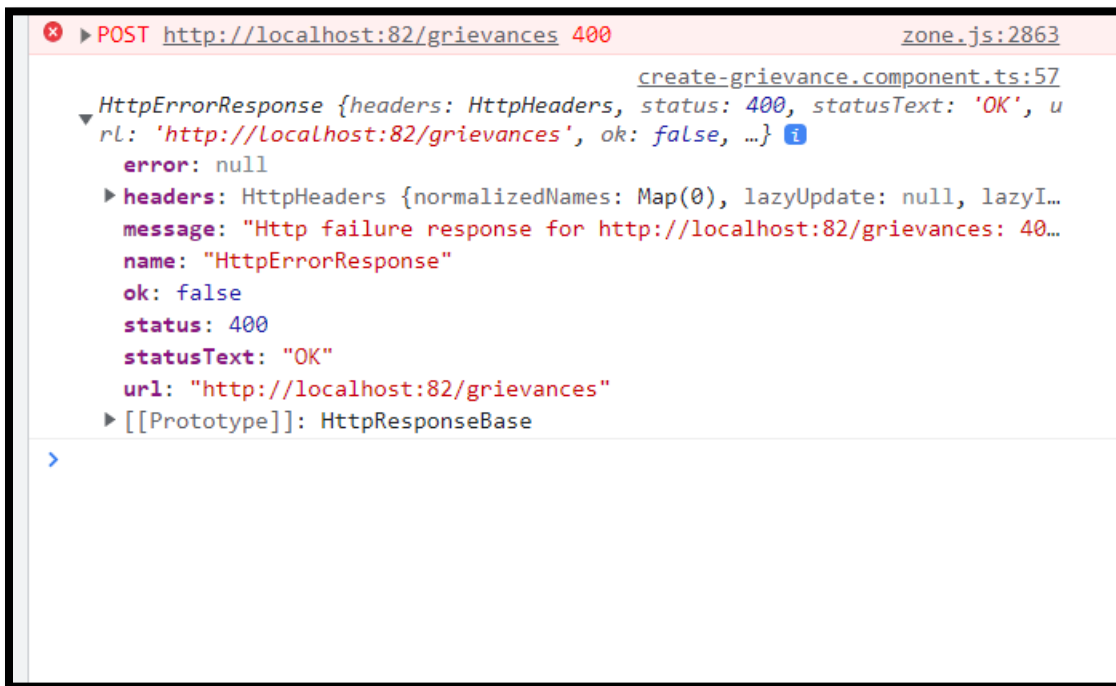 POST http://localhost:82/grievances 400 zone.js:2863
create-grievance.component.ts:57
HttpErrorResponse {headers: HttpHeaders, status: 400, statusText: 'OK', u
rl: 'http://localhost:82/grievances', ok: false, …} i
error: null
headers: HttpHeaders {normalizedNames: Map(0), lazyUpdate: null, lazyI…
message: "Http failure response for http://localhost:82/grievances: 40…
name: "HttpErrorResponse"
ok: false
status: 400
statusText: "OK"
url: "http://localhost:82/grievances"
[[Prototype]]: HttpResponseBase